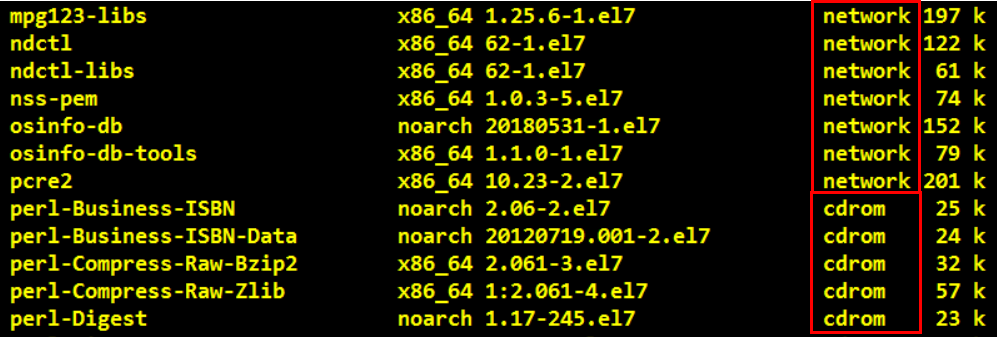 mpg123-libs x86_64 1.25.6-1.el7 network 197 k
ndctl x86_64 62-1.el7 network 122 k
ndctl-libs x86_64 62-1.el7 network 61 k
nss-pem x86_64 1.0.3-5.el7 network 74 k
osinfo-db noarch 20180531-1.el7 network 152 k
osinfo-db-tools x86_64 1.1.0-1.el7 network 79 k
pcre2 x86_64 10.23-2.el7 network 201 k
perl-Business-ISBN noarch 2.06-2.el7 cdrom 25 k
perl-Business-ISBN-Data noarch 20120719.001-2.el7 cdrom 24 k
perl-Compress-Raw-Bzip2 x86_64 2.061-3.el7 cdrom 32 k
perl-Compress-Raw-Zlib x86_64 1:2.061-4.el7 cdrom 57 k
perl-Digest noarch 1.17-245.el7 cdrom 23 k